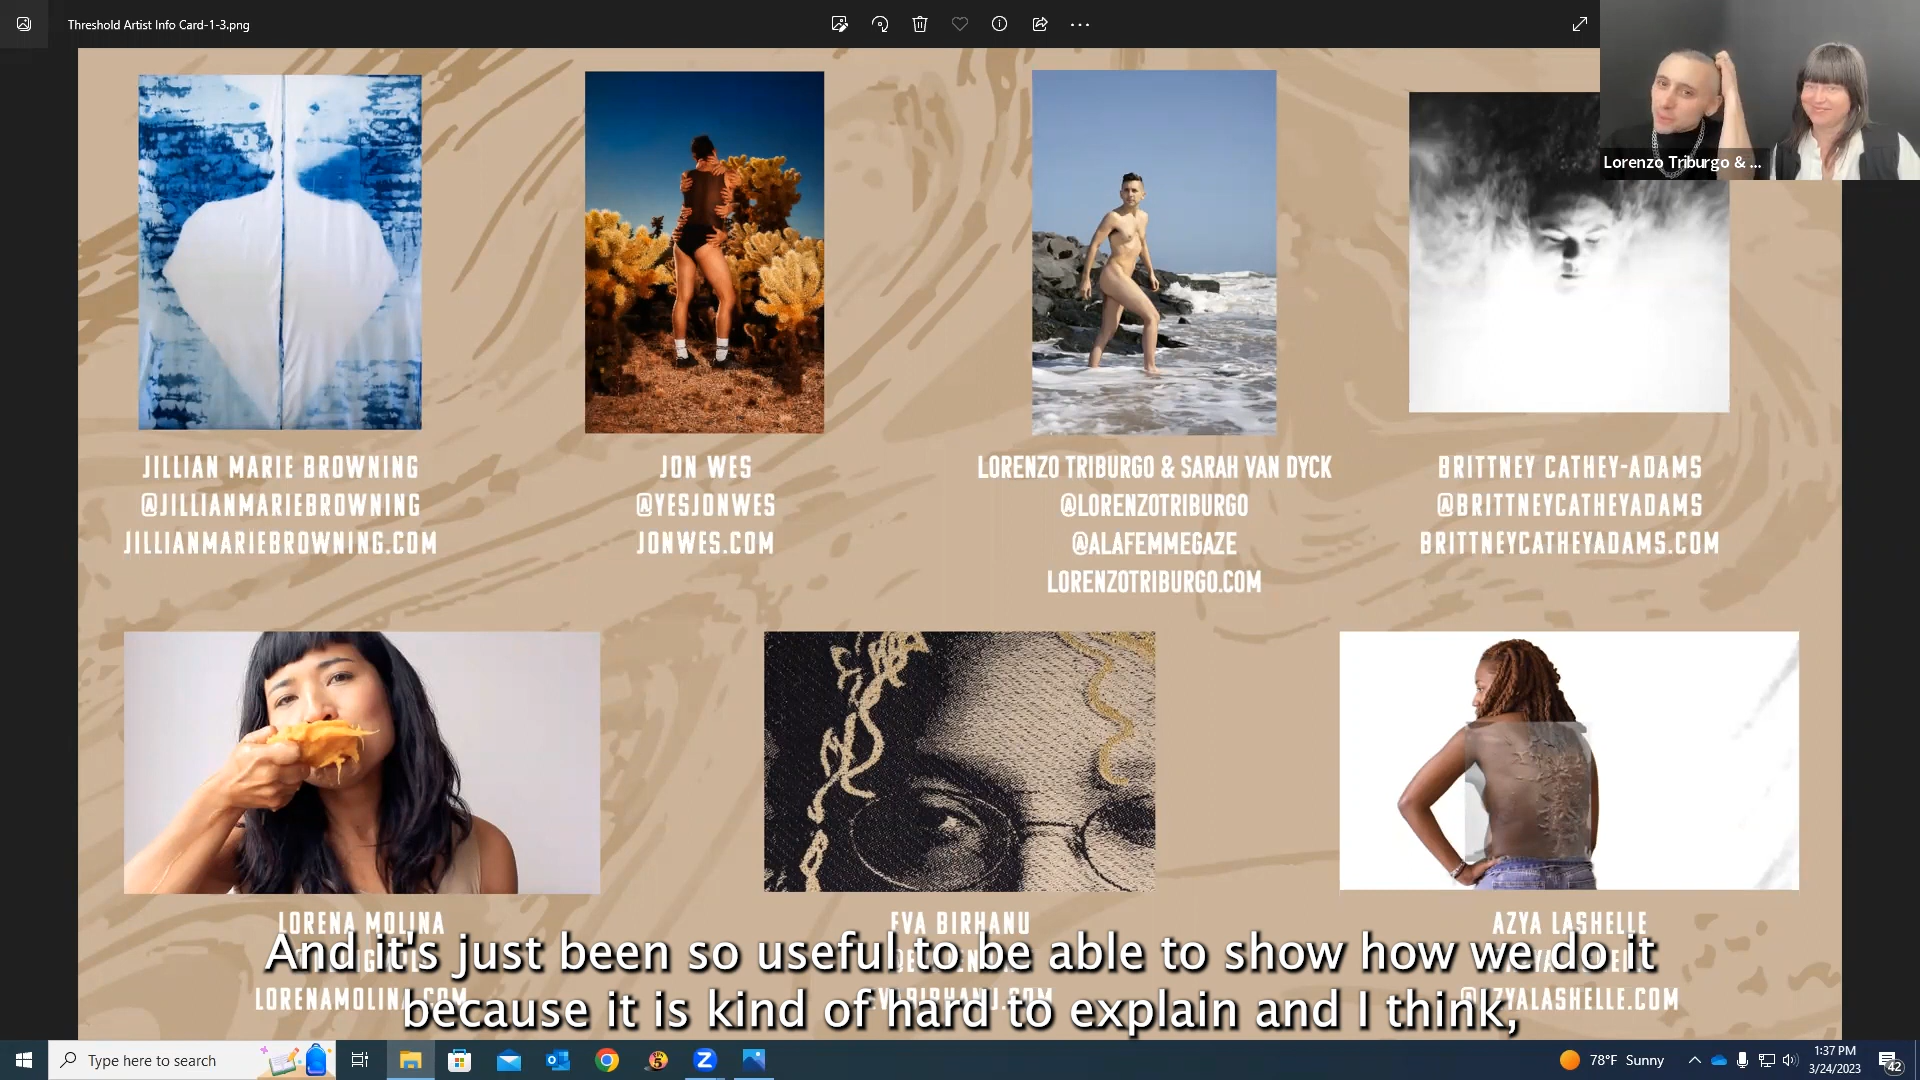 Threshold Artist Info Card-1-3.png
Lorenzo Triburgo & ...
JILLIAN MARIE BROWNING
@JILLIANMARIEBROWNING
JILLIANMARIEBROWNING.COM
JON WES
@YESJONWES
JONWES.COM
LORENZO TRIBURGO & SARAH VAN DYCK
@LORENZOTRIBURGO
@ALAFEMMEGAZE
LORENZOTRIBURGO.COM
BRITTNEY CATHEY-ADAMS
@BRITTNEYCATHEYADAMS
BRITTNEYCATHEYADAMS.COM
LORENA MOLINA
LORENAMOLINA.COM
EVA BIRHANU
AZYA LASHELLE
And it's just been so useful to be able to show how we do it
because it is kind of hard to explain and I think,
Type here to search
78°F Sunny
1:37 PM
3/24/2023
42